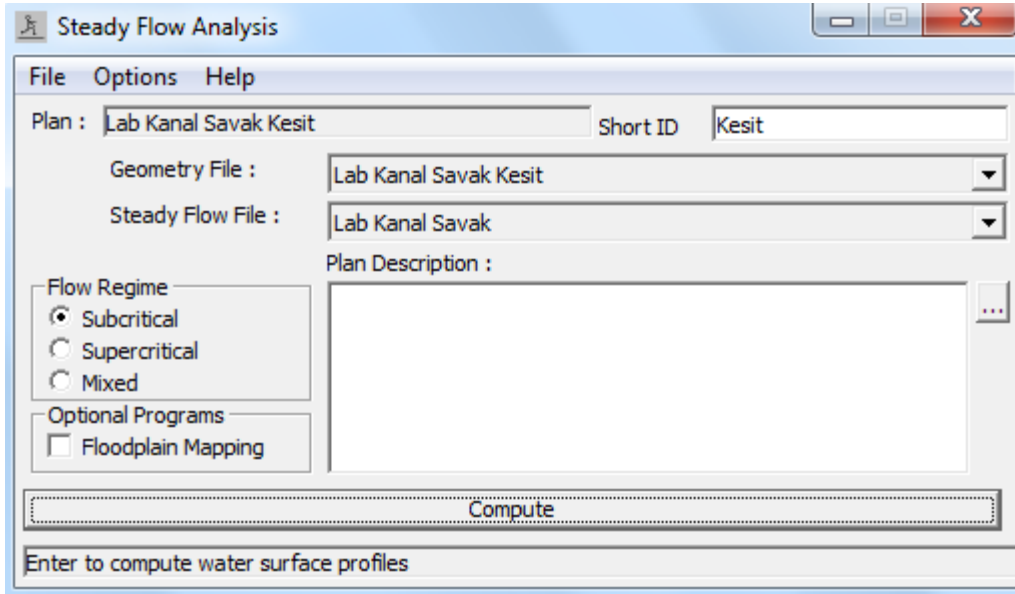 Steady Flow Analysis
File Options Help
Plan : Lab Kanal Savak Kesit Short ID Kesit
Geometry File : Lab Kanal Savak Kesit
Steady Flow File : Lab Kanal Savak
Plan Description :
Flow Regime
Subcritical
Supercritical
Mixed
Optional Programs
Floodplain Mapping
...
Compute
Enter to compute water surface profiles